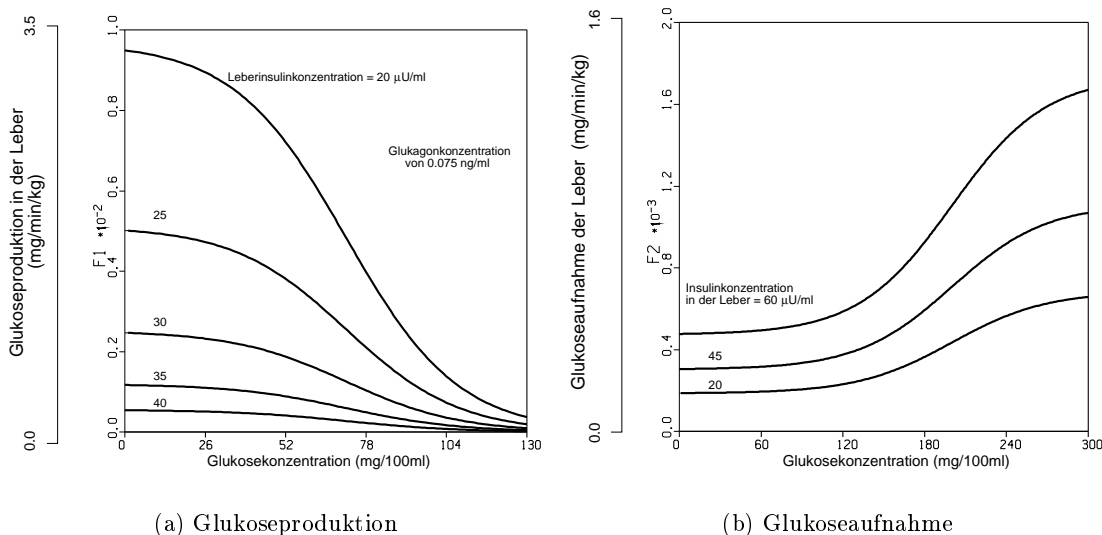 3.5
Glukoseproduktion in der Leber
(mg/min/kg)
0.0
1.0
0.8
0.6
0.4
0.2
0.0
F1 *10⁻²
Leberinsulinkonzentration = 20 µU/ml
Glukagonkonzentration
von 0.075 ng/ml
25
30
35
40
0 26 52 78 104 130
Glukosekonzentration (mg/100ml)
(a) Glukoseproduktion
1.6
Glukoseaufnahme der Leber (mg/min/kg)
0.0
2.0
1.6
1.2
0.8
0.4
0.0
F2 *10⁻³
Insulinkonzentration
in der Leber = 60 µU/ml
45
20
0 60 120 180 240 300
Glukosekonzentration (mg/100ml)
(b) Glukoseaufnahme